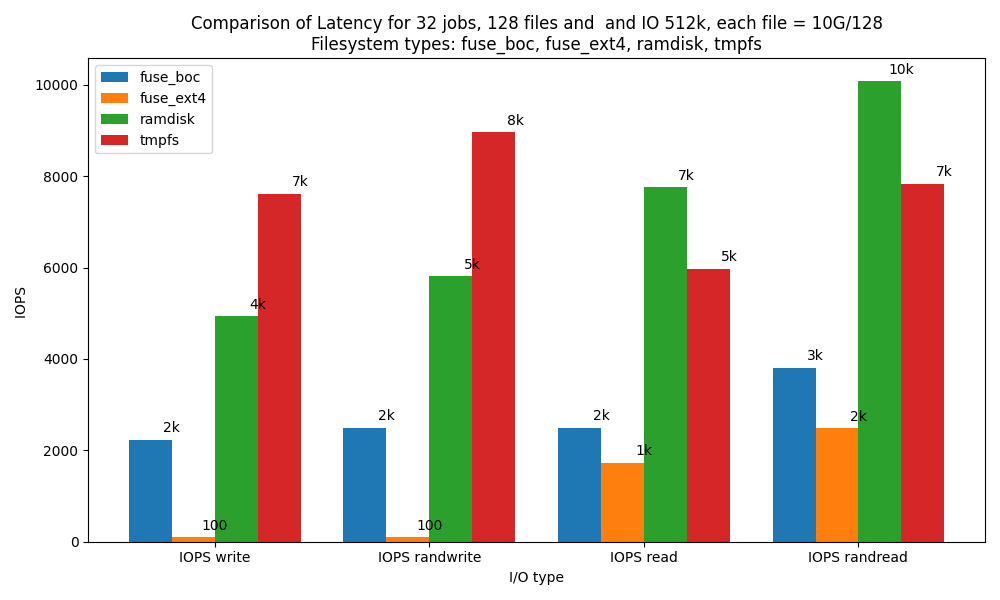 Comparison of Latency for 32 jobs, 128 files and  and IO 512k, each file = 10G/128
Filesystem types: fuse_boc, fuse_ext4, ramdisk, tmpfs
fuse_boc
fuse_ext4
ramdisk
tmpfs
IOPS
10000
8000
6000
4000
2000
0
2k
100
4k
7k
2k
100
5k
8k
2k
1k
7k
5k
3k
2k
10k
7k
IOPS write
IOPS randwrite
IOPS read
IOPS randread
I/O type